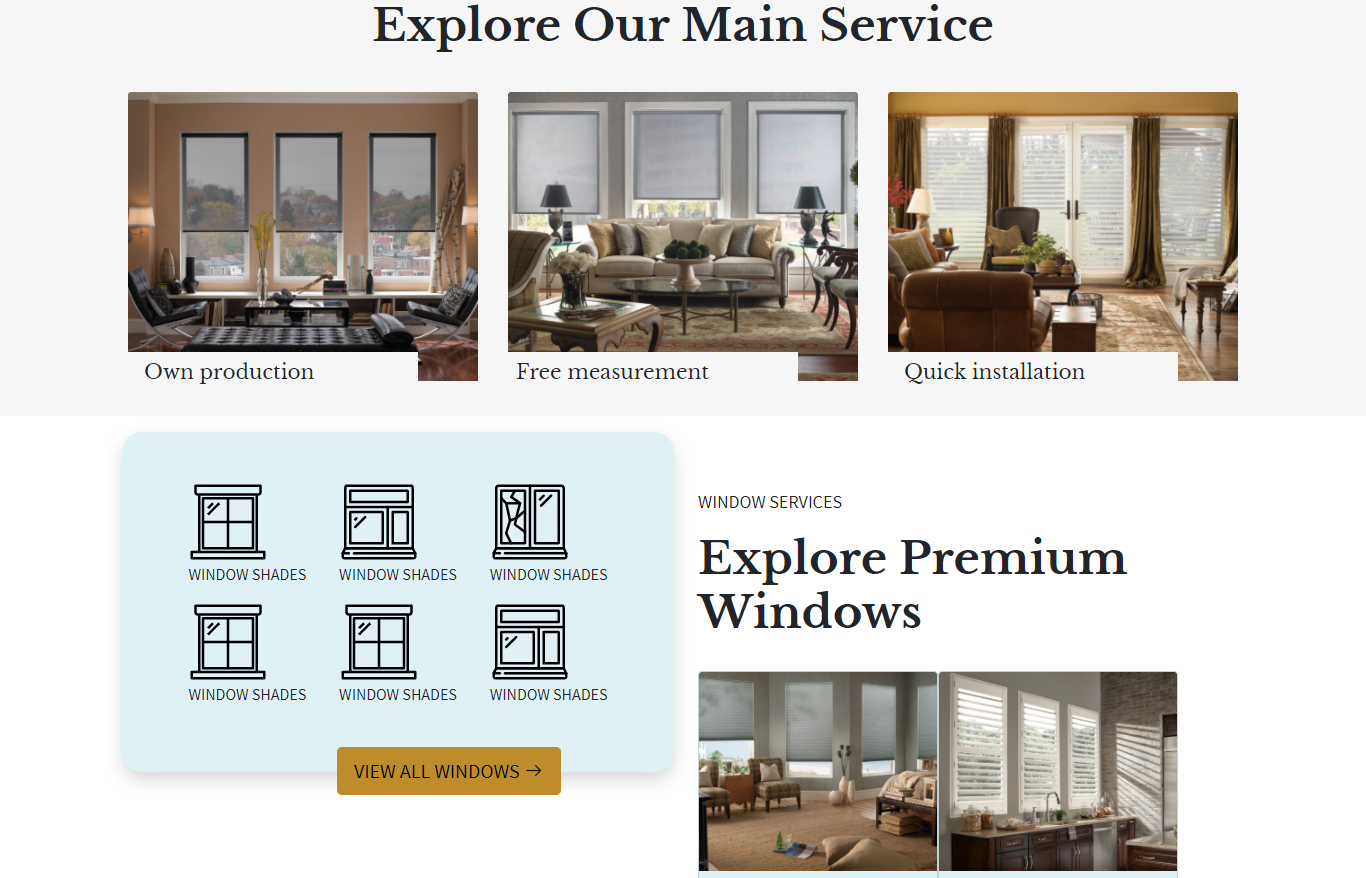 Explore Our Main Service
Own production
Free measurement
Quick installation
WINDOW SHADES
WINDOW SHADES
WINDOW SHADES
WINDOW SHADES
WINDOW SHADES
WINDOW SHADES
VIEW ALL WINDOWS →
WINDOW SERVICES
Explore Premium
Windows